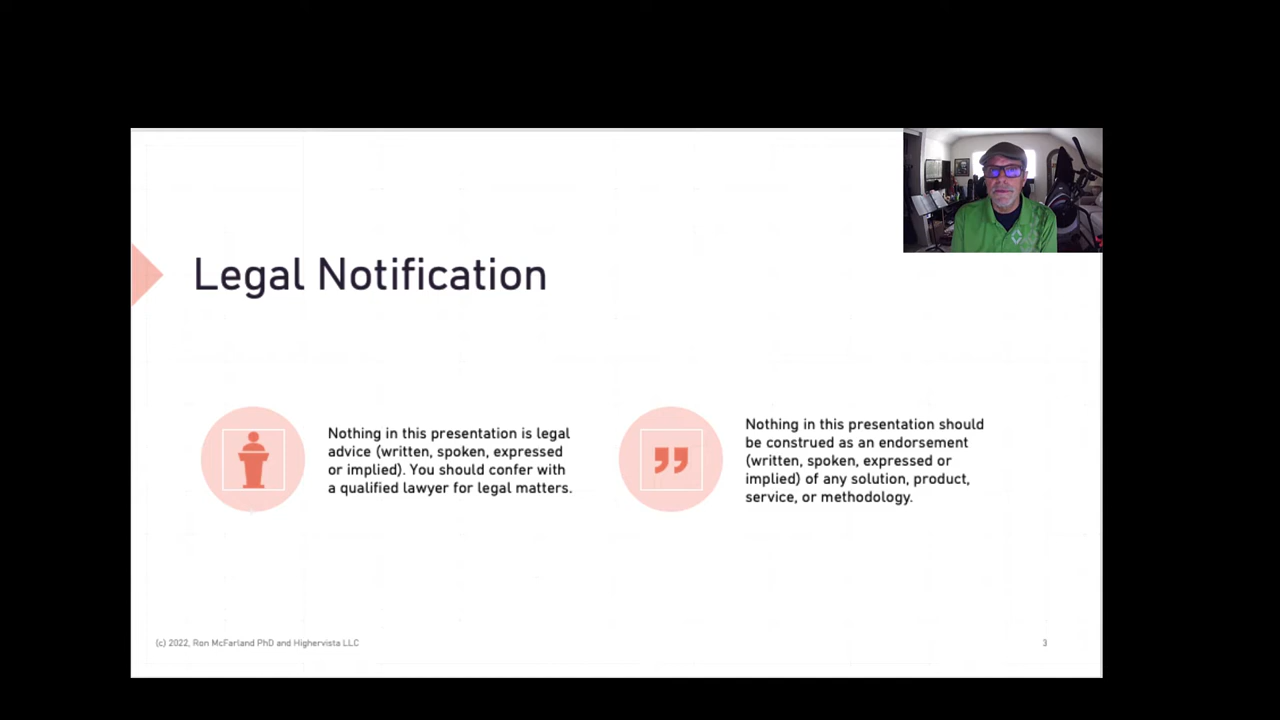 Legal Notification
Nothing in this presentation is legal
advice (written, spoken, expressed
or implied). You should confer with
a qualified lawyer for legal matters.
Nothing in this presentation should
be construed as an endorsement
(written, spoken, expressed or
implied) of any solution, product,
service, or methodology.
(c) 2022, Ron McFarland PhD and Highervista LLC
3